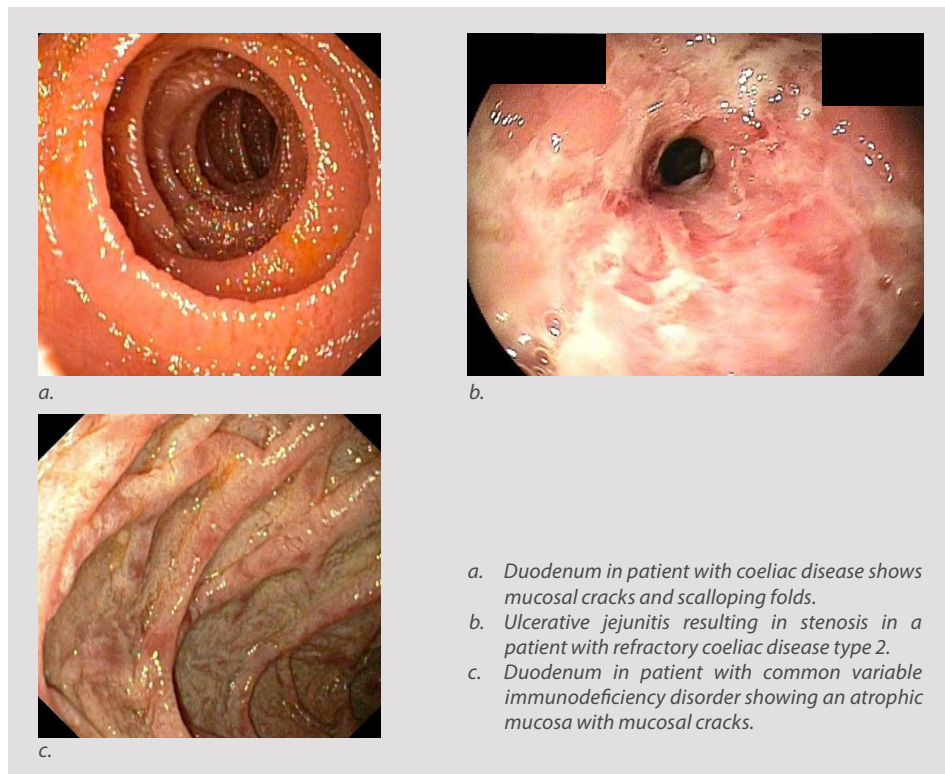 a.
b.
c.
a. Duodenum in patient with coeliac disease shows
mucosal cracks and scalloping folds.
b. Ulcerative jejunitis resulting in stenosis in a
patient with refractory coeliac disease type 2.
c. Duodenum in patient with common variable
immunodeficiency disorder showing an atrophic
mucosa with mucosal cracks.